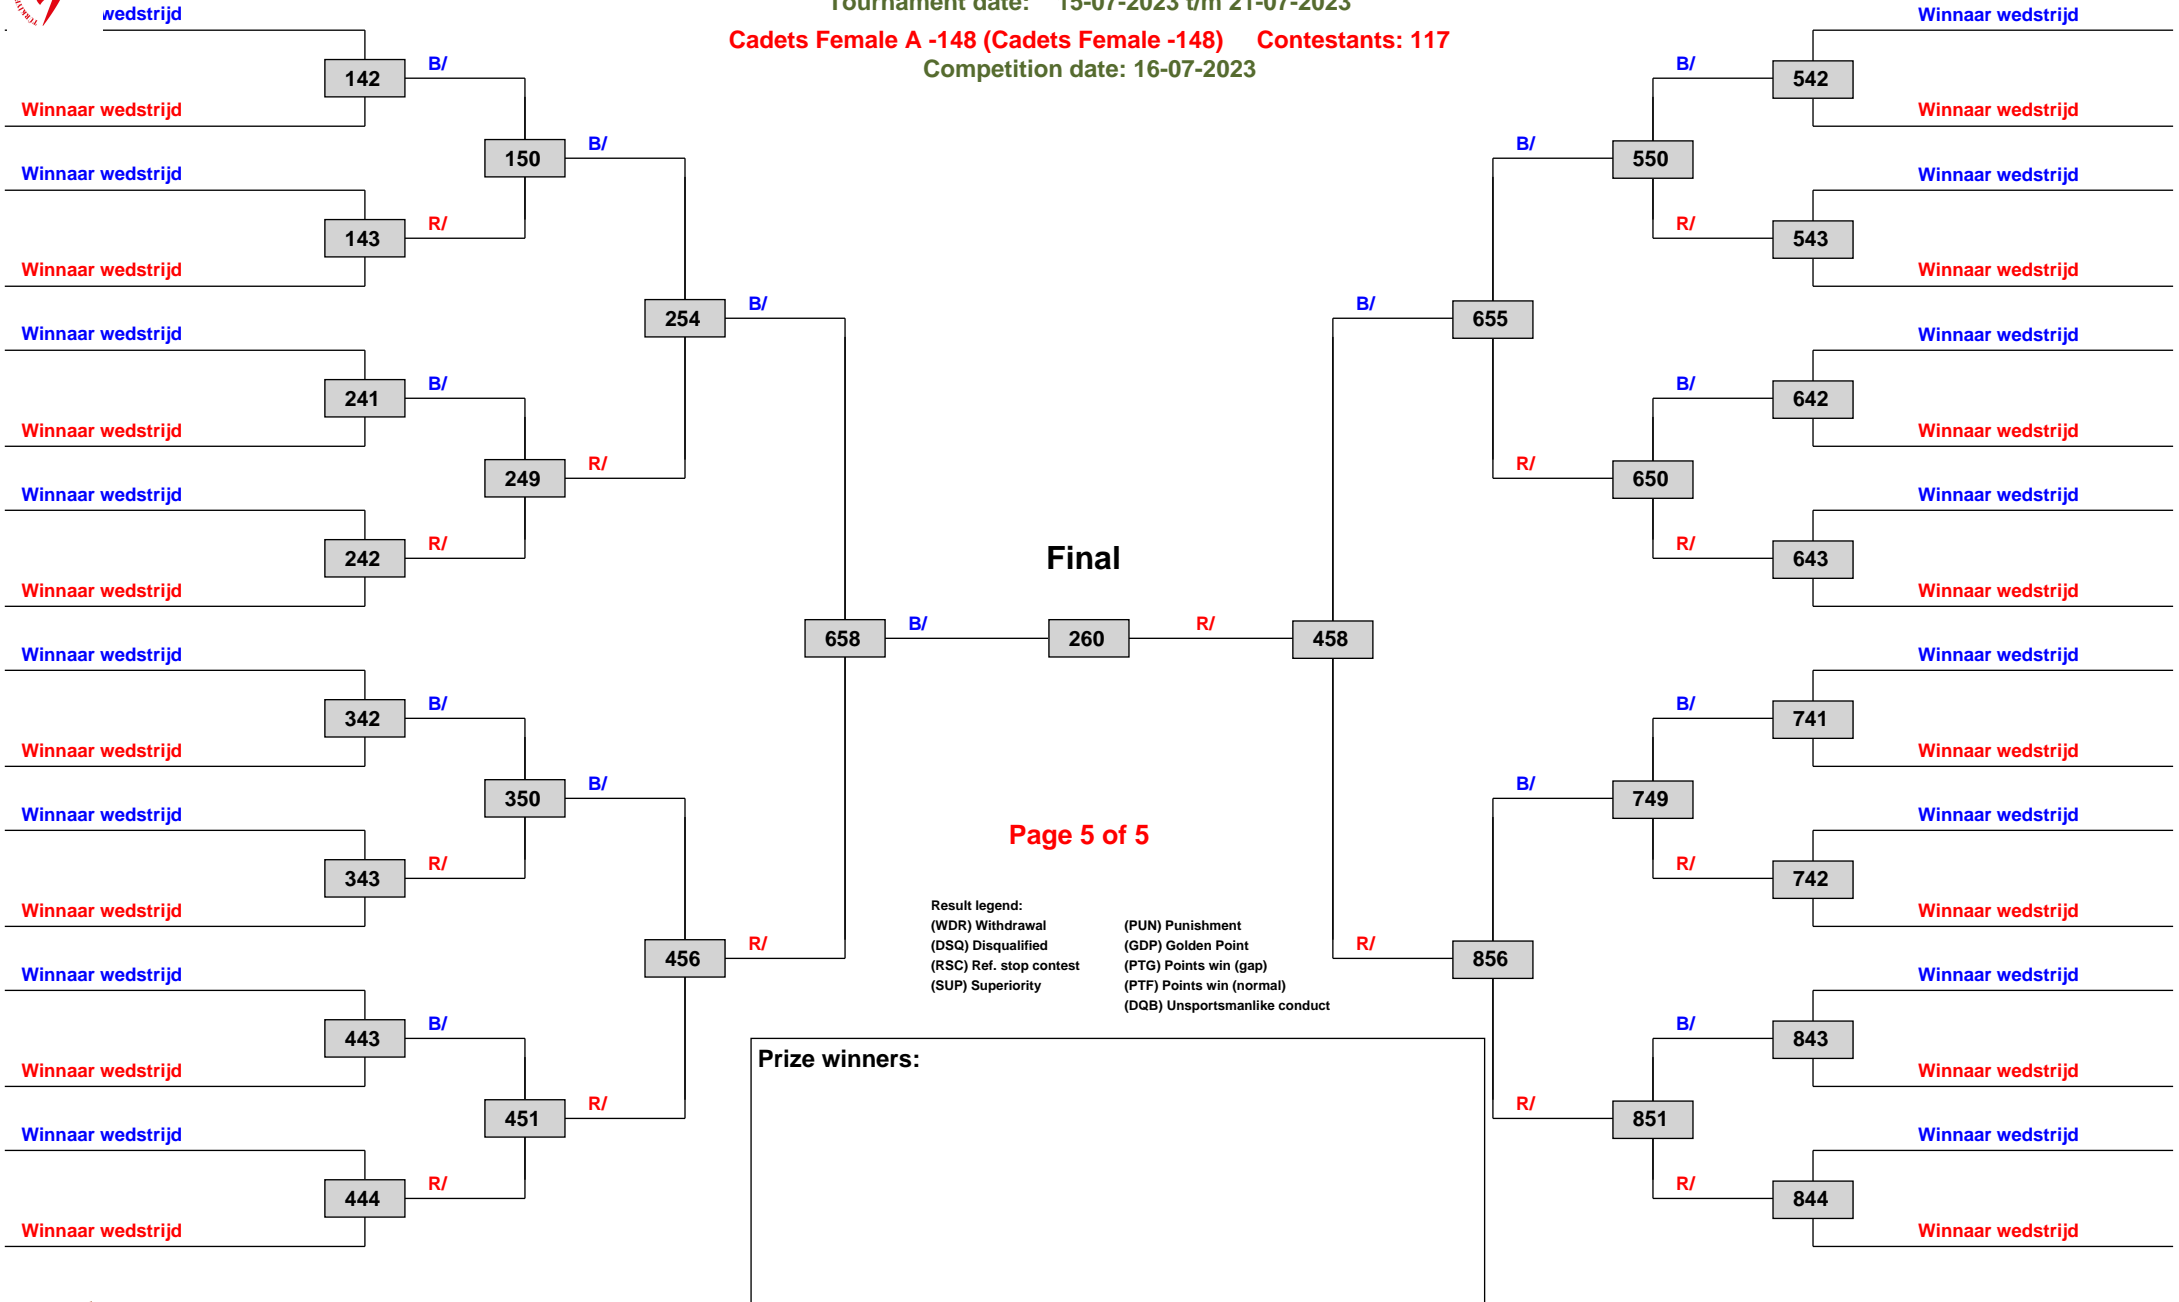 Tournament date: 15-07-2023 t/m 21-07-2023
Cadets Female A -148 (Cadets Female -148) Contestants: 117
Competition date: 16-07-2023
wedstrijd
142
B/
Winnaar wedstrijd
150
B/
Winnaar wedstrijd
143
R/
Winnaar wedstrijd
254
B/
Winnaar wedstrijd
241
B/
Winnaar wedstrijd
249
R/
Winnaar wedstrijd
242
R/
Winnaar wedstrijd
658
B/
Winnaar wedstrijd
342
B/
Winnaar wedstrijd
350
B/
Winnaar wedstrijd
343
R/
Winnaar wedstrijd
456
R/
Winnaar wedstrijd
443
B/
Winnaar wedstrijd
451
R/
Winnaar wedstrijd
444
R/
Winnaar wedstrijd
Final
260
R/
458
Page 5 of 5
Result legend:
(WDR) Withdrawal
(DSQ) Disqualified
(RSC) Ref. stop contest
(SUP) Superiority
(PUN) Punishment
(GDP) Golden Point
(PTG) Points win (gap)
(PTF) Points win (normal)
(DQB) Unsportsmanlike conduct
Prize winners:
Winnaar wedstrijd
B/
542
Winnaar wedstrijd
B/
550
Winnaar wedstrijd
R/
543
Winnaar wedstrijd
B/
655
Winnaar wedstrijd
B/
642
Winnaar wedstrijd
R/
650
Winnaar wedstrijd
R/
643
Winnaar wedstrijd
Winnaar wedstrijd
B/
741
Winnaar wedstrijd
B/
749
Winnaar wedstrijd
R/
742
Winnaar wedstrijd
R/
856
Winnaar wedstrijd
B/
843
Winnaar wedstrijd
R/
851
Winnaar wedstrijd
R/
844
Winnaar wedstrijd